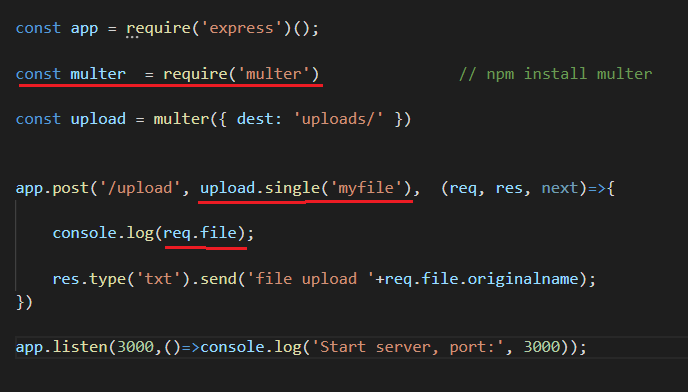 const app = require('express')();
const multer  = require('multer')               // npm install multer
const upload = multer({ dest: 'uploads/' })
app.post('/upload', upload.single('myfile'),  (req, res, next)=>{
    console.log(req.file);
    res.type('txt').send('file upload '+req.file.originalname);
})
app.listen(3000,()=>console.log('Start server, port:', 3000));